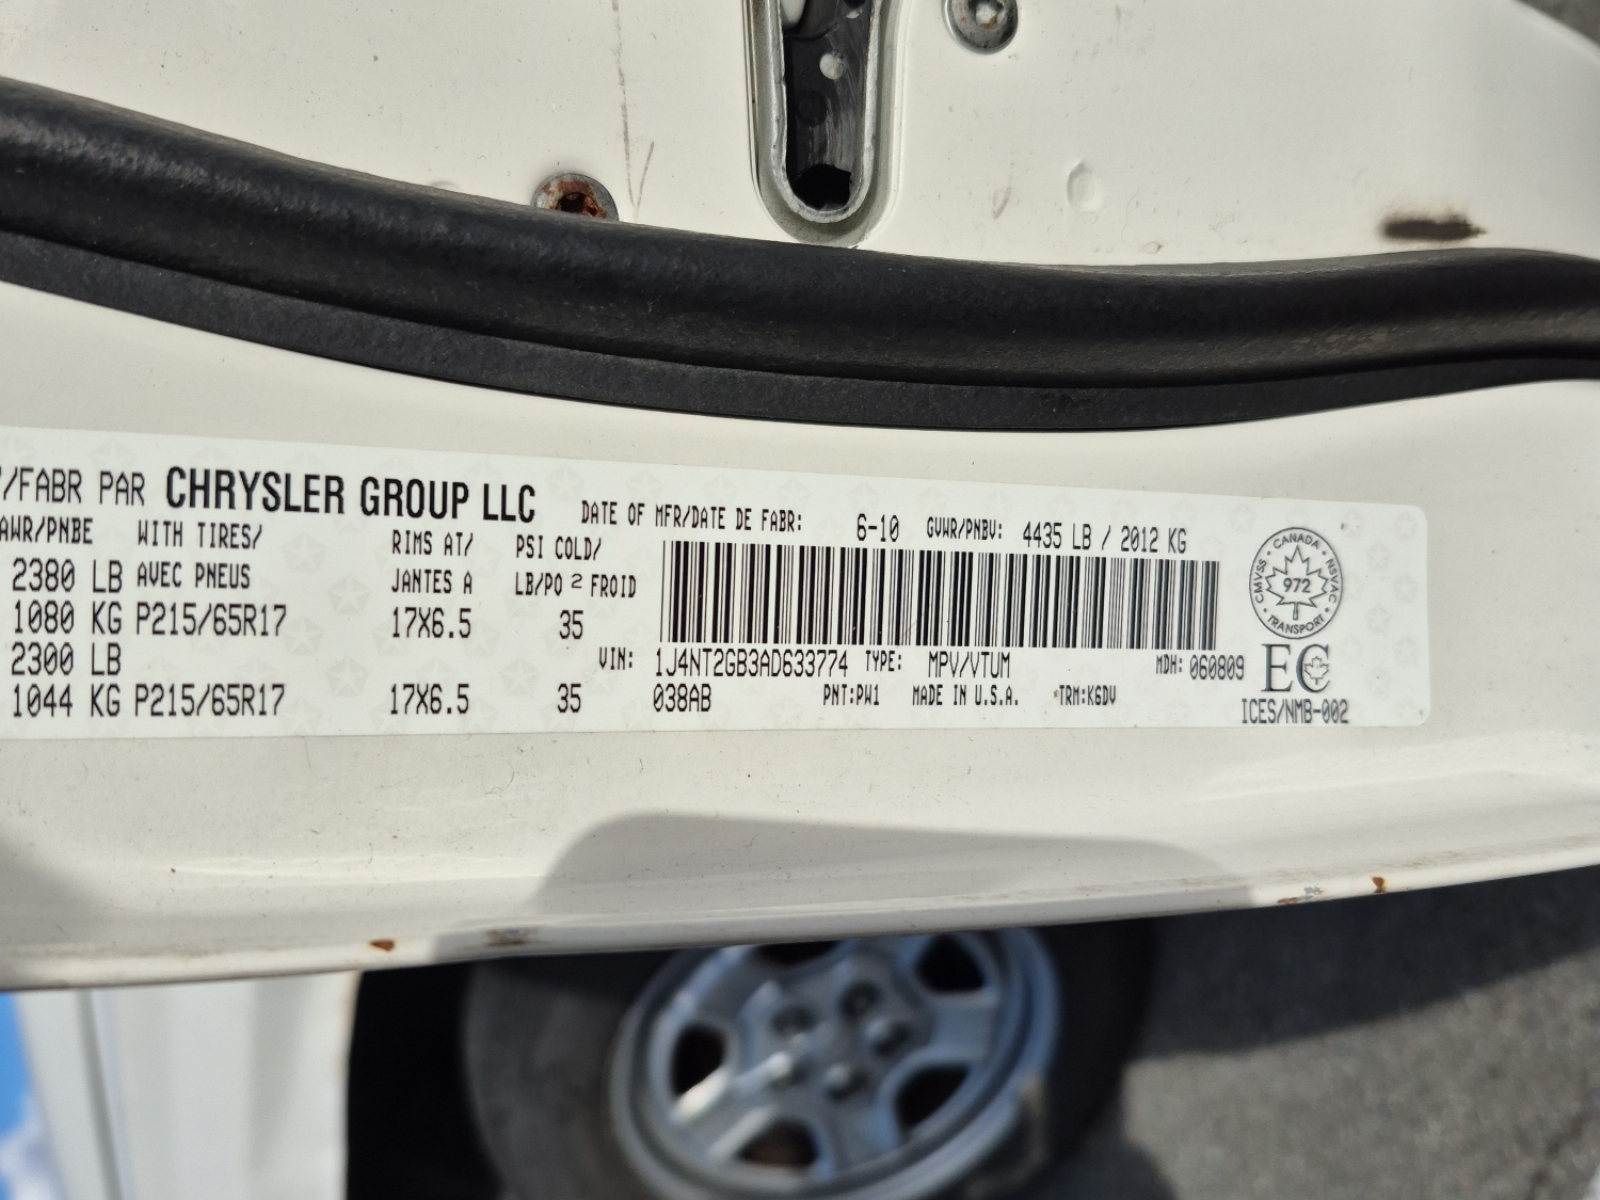 /FABR PAR CHRYSLER GROUP LLC DATE OF MFR/DATE DE FABR: 6-10 GVWR/PNBV: 4435 LB / 2012 KG
AWR/PNBE WITH TIRES/ RIMS AT/ PSI COLD/
2380 LB AVEC PNEUS JANTES A LB/PO 2 FROID
1080 KG P215/65R17 17X6.5 35
2300 LB VIN: 1J4NT2GB3AD633774 TYPE: MPV/VTUM MDH: 060809
1044 KG P215/65R17 17X6.5 35 038AB PNT:PW1 MADE IN U.S.A. *TRM:K6DV
CANADA
CMVSS 972 NSVAC
TRANSPORT
EC
ICES/NMB-002